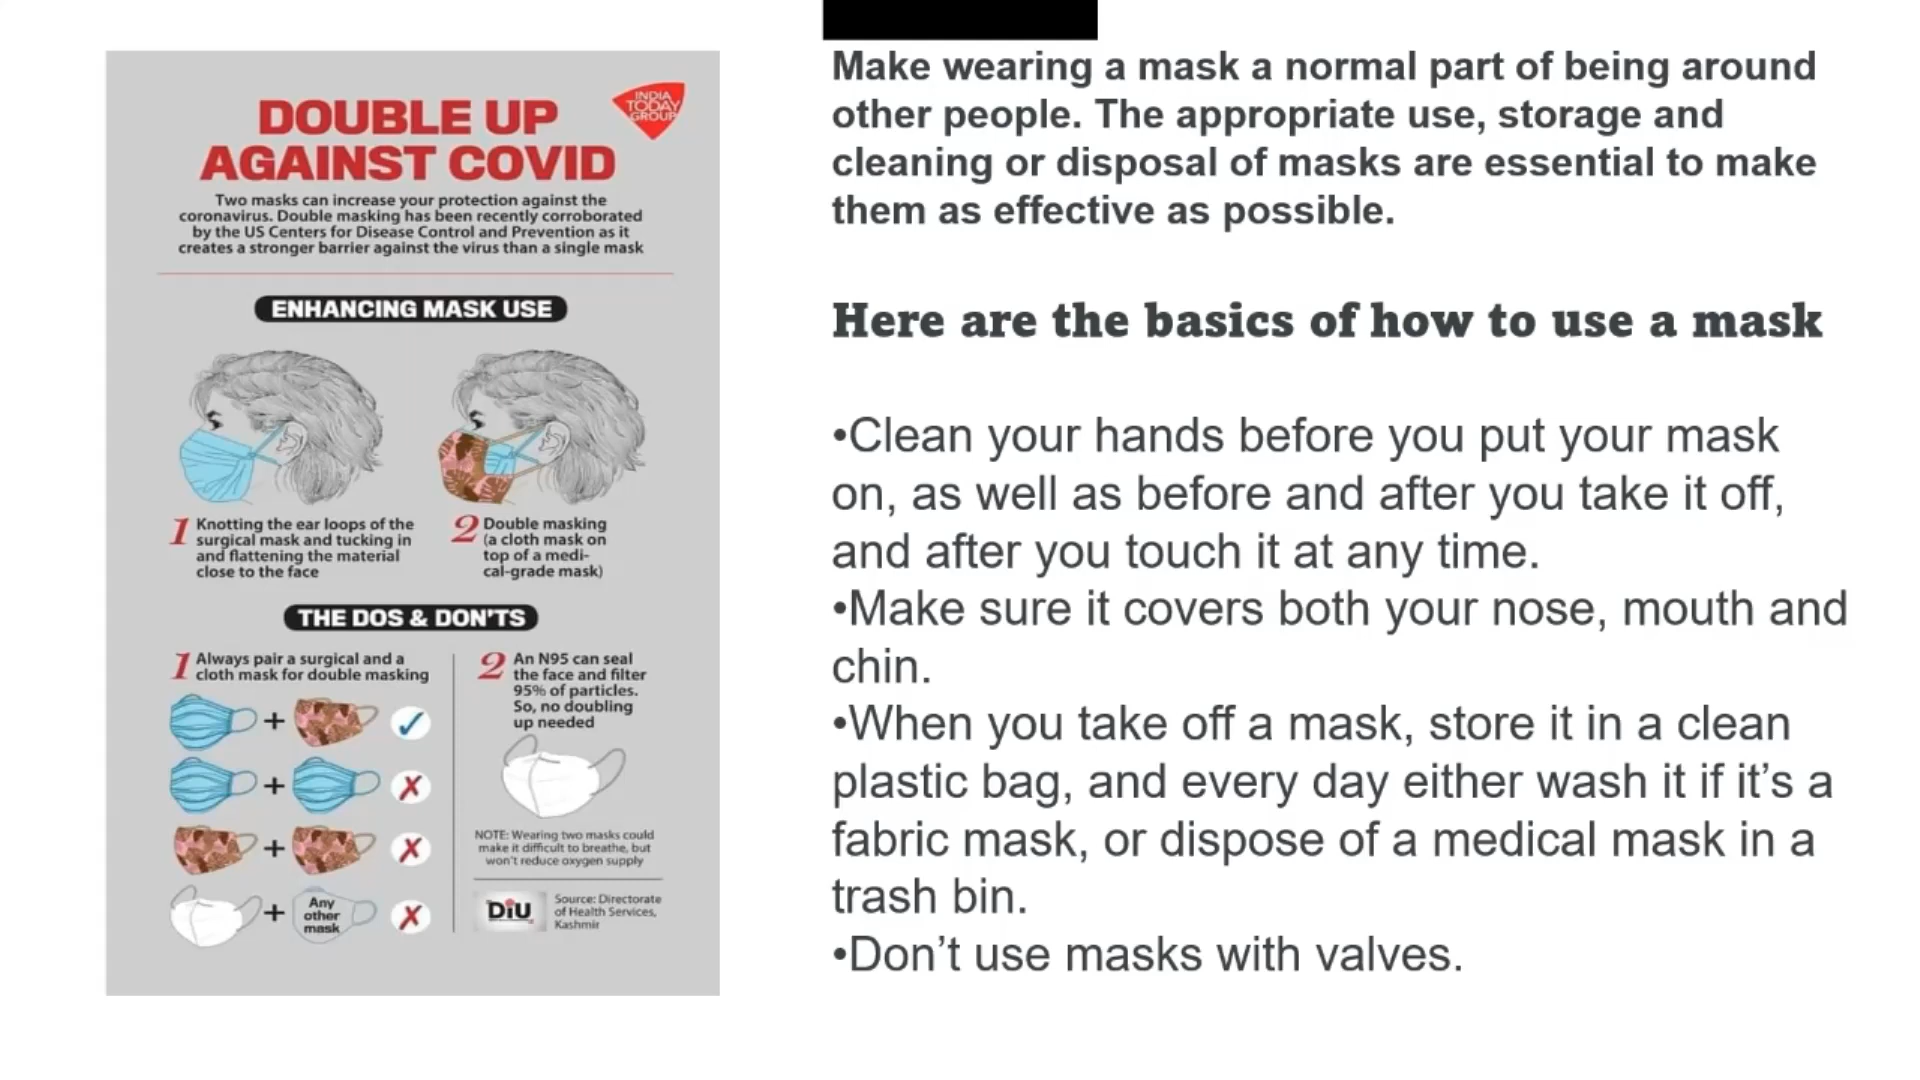 INDIA
TODAY
GROUP
DOUBLE UP
AGAINST COVID
Two masks can increase your protection against the
coronavirus. Double masking has been recently corroborated
by the US Centers for Disease Control and Prevention as it
creates a stronger barrier against the virus than a single mask
ENHANCING MASK USE
1 Knotting the ear loops of the
surgical mask and tucking in
and flattening the material
close to the face
2 Double masking
(a cloth mask on
top of a medi-
cal-grade mask)
THE DOS & DON'TS
1 Always pair a surgical and a
cloth mask for double masking
+
+
+
+
Any
other
mask
2 An N95 can seal
the face and filter
95% of particles.
So, no doubling
up needed
NOTE: Wearing two masks could
make it difficult to breathe, but
won't reduce oxygen supply
DiU
Source: Directorate
of Health Services,
Kashmir
Make wearing a mask a normal part of being around
other people. The appropriate use, storage and
cleaning or disposal of masks are essential to make
them as effective as possible.
Here are the basics of how to use a mask
•Clean your hands before you put your mask
on, as well as before and after you take it off,
and after you touch it at any time.
•Make sure it covers both your nose, mouth and
chin.
•When you take off a mask, store it in a clean
plastic bag, and every day either wash it if it’s a
fabric mask, or dispose of a medical mask in a
trash bin.
•Don’t use masks with valves.